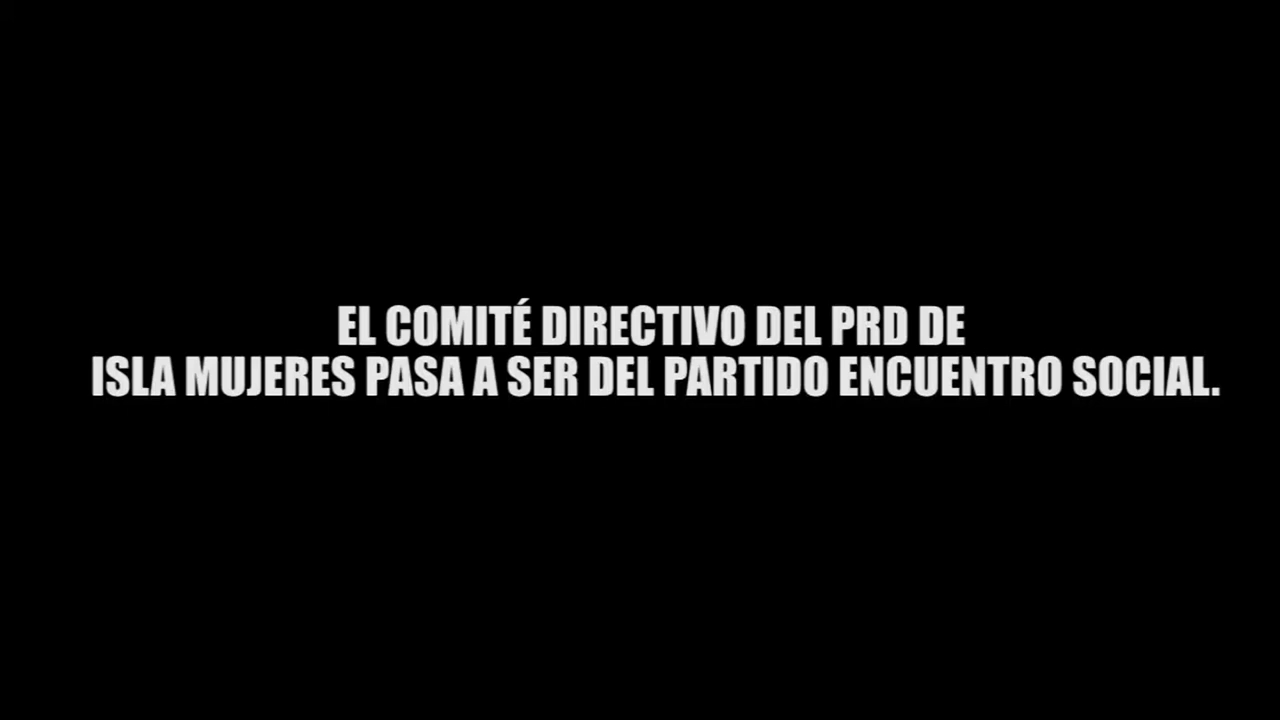 EL COMITÉ DIRECTIVO DEL PRD DE
ISLA MUJERES PASA A SER DEL PARTIDO ENCUENTRO SOCIAL.